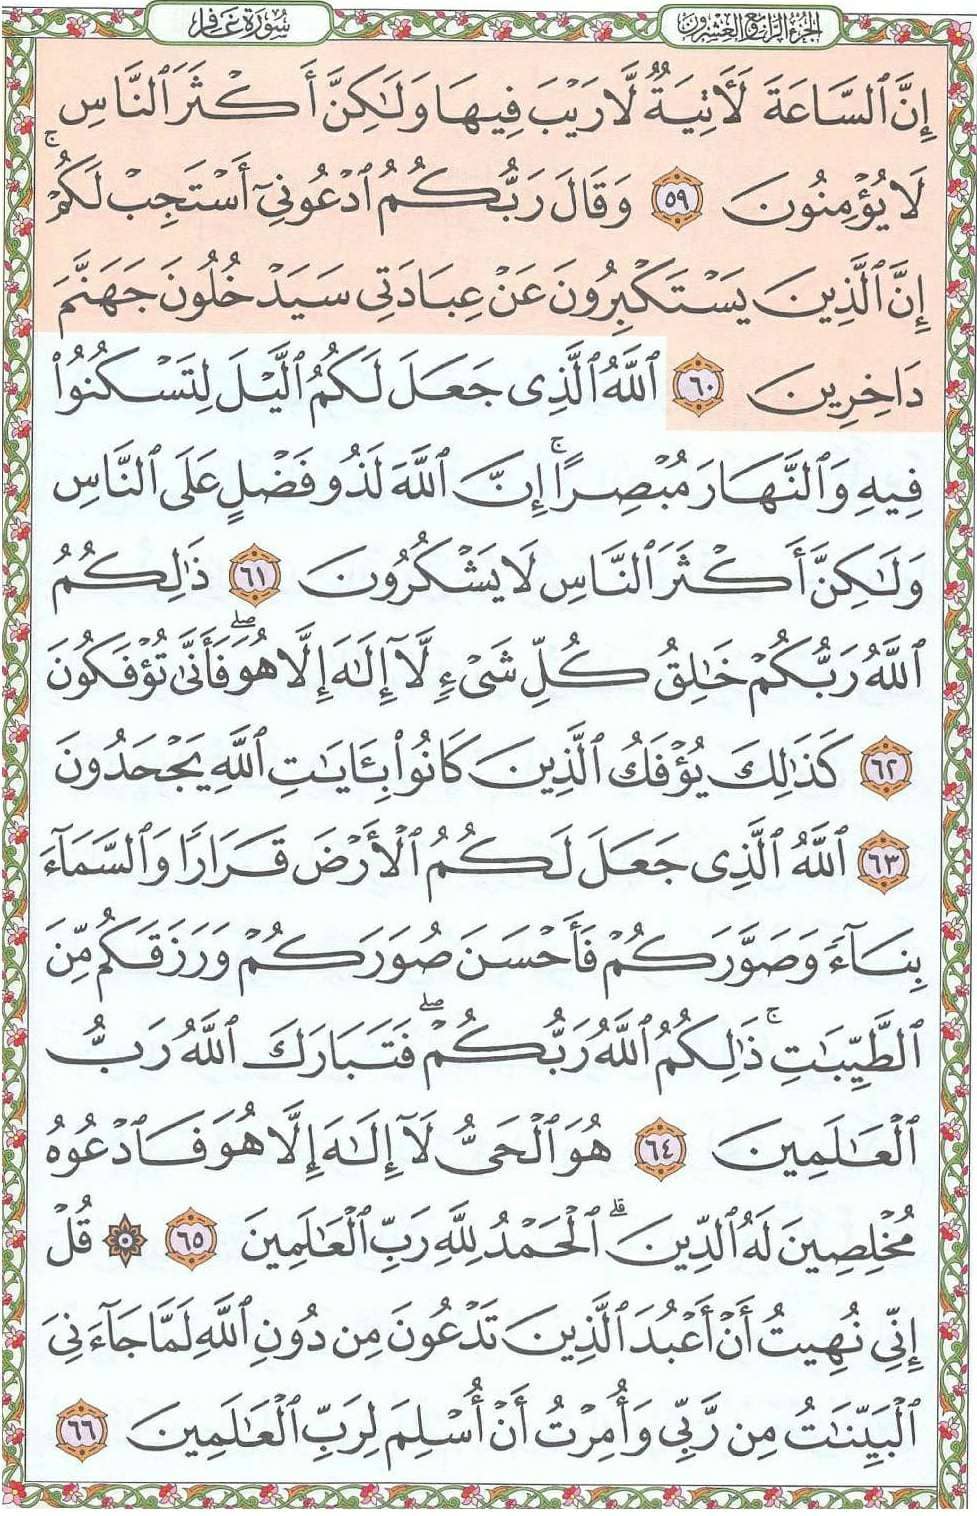 الجزء الرابع والعشرون
سورة غافر
إِنَّ ٱلسَّاعَةَ لَأٓتِيَةٌ لَّا رَيْبَ فِيهَا وَلَٰكِنَّ أَكْثَرَ ٱلنَّاسِ
لَا يُؤْمِنُونَ ٥٩ وَقَالَ رَبُّكُمُ ٱدْعُونِىٓ أَسْتَجِبْ لَكُمْ ۚ
إِنَّ ٱلَّذِينَ يَسْتَكْبِرُونَ عَنْ عِبَادَتِى سَيَدْخُلُونَ جَهَنَّمَ
دَاخِرِينَ ٦٠ ٱللَّهُ ٱلَّذِى جَعَلَ لَكُمُ ٱلَّيْلَ لِتَسْكُنُوا۟
فِيهِ وَٱلنَّهَارَ مُبْصِرًا ۚ إِنَّ ٱللَّهَ لَذُو فَضْلٍ عَلَى ٱلنَّاسِ
وَلَٰكِنَّ أَكْثَرَ ٱلنَّاسِ لَا يَشْكُرُونَ ٦١ ذَٰلِكُمُ
ٱللَّهُ رَبُّكُمْ خَٰلِقُ كُلِّ شَىْءٍ لَّآ إِلَٰهَ إِلَّا هُوَ ۖ فَأَنَّىٰ تُؤْفَكُونَ
٦٢ كَذَٰلِكَ يُؤْفَكُ ٱلَّذِينَ كَانُوا۟ بِـَٔايَٰتِ ٱللَّهِ يَجْحَدُونَ
٦٣ ٱللَّهُ ٱلَّذِى جَعَلَ لَكُمُ ٱلْأَرْضَ قَرَارًا وَٱلسَّمَآءَ
بِنَآءً وَصَوَّرَكُمْ فَأَحْسَنَ صُوَرَكُمْ وَرَزَقَكُم مِّنَ
ٱلطَّيِّبَٰتِ ۚ ذَٰلِكُمُ ٱللَّهُ رَبُّكُمْ ۖ فَتَبَارَكَ ٱللَّهُ رَبُّ
ٱلْعَٰلَمِينَ ٦٤ هُوَ ٱلْحَىُّ لَآ إِلَٰهَ إِلَّا هُوَ فَٱدْعُوهُ
مُخْلِصِينَ لَهُ ٱلدِّينَ ۗ ٱلْحَمْدُ لِلَّهِ رَبِّ ٱلْعَٰلَمِينَ ٦٥ ۞ قُلْ
إِنِّى نُهِيتُ أَنْ أَعْبُدَ ٱلَّذِينَ تَدْعُونَ مِن دُونِ ٱللَّهِ لَمَّا جَآءَنِىَ
ٱلْبَيِّنَٰتُ مِن رَّبِّى وَأُمِرْتُ أَنْ أُسْلِمَ لِرَبِّ ٱلْعَٰلَمِينَ ٦٦